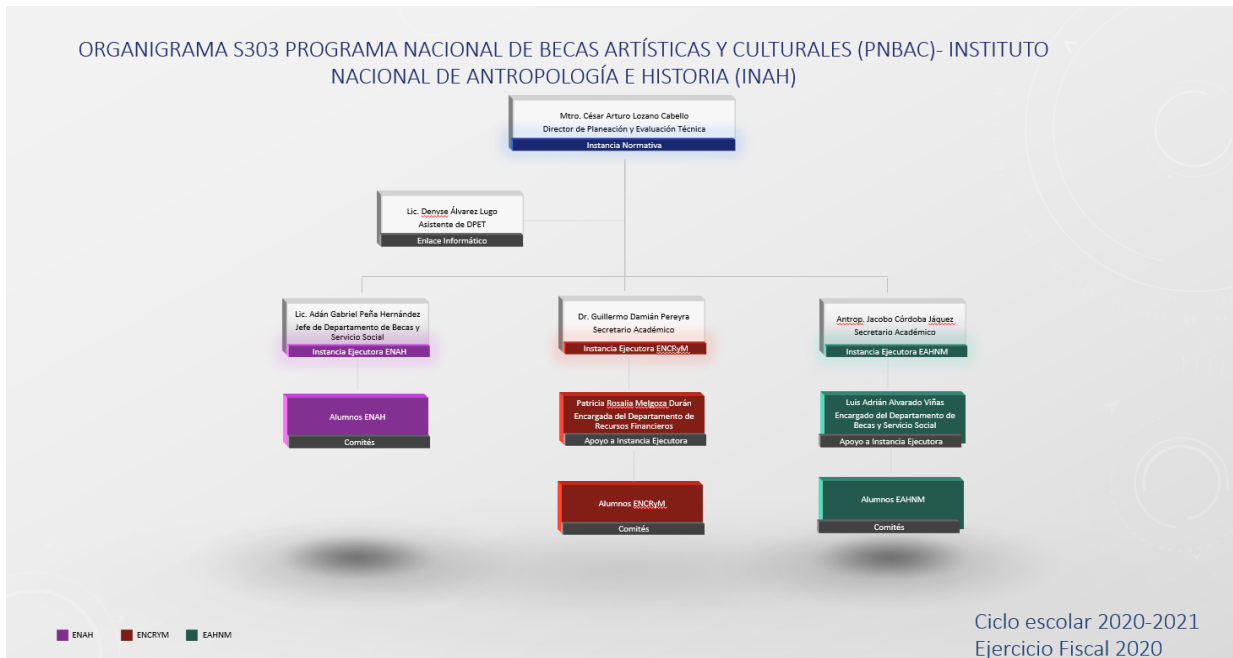 ORGANIGRAMA S303 PROGRAMA NACIONAL DE BECAS ARTÍSTICAS Y CULTURALES (PNBAC)- INSTITUTO
NACIONAL DE ANTROPOLOGÍA E HISTORIA (INAH)
Mtro. César Arturo Lozano Cabello
Director de Planeación y Evaluación Técnica
Instancia Normativa
Lic. Denyse Álvarez Lugo
Asistente de DPET
Enlace Informático
Lic. Adán Gabriel Peña Hernández
Jefe de Departamento de Becas y
Servicio Social
Instancia Ejecutora ENAH
Alumnos ENAH
Comités
Dr. Guillermo Damián Pereyra
Secretario Académico
Instancia Ejecutora ENCRyM
Patricia Rosalia Melgoza Durán
Encargada del Departamento de
Recursos Financieros
Apoyo a Instancia Ejecutora
Alumnos ENCRyM
Comités
Antrop. Jacobo Córdoba Jáquez
Secretario Académico
Instancia Ejecutora EAHNM
Luis Adrián Alvarado Viñas
Encargado del Departamento de
Becas y Servicio Social
Apoyo a Instancia Ejecutora
Alumnos EAHNM
Comités
ENAH
ENCRYM
EAHNM
Ciclo escolar 2020-2021
Ejercicio Fiscal 2020